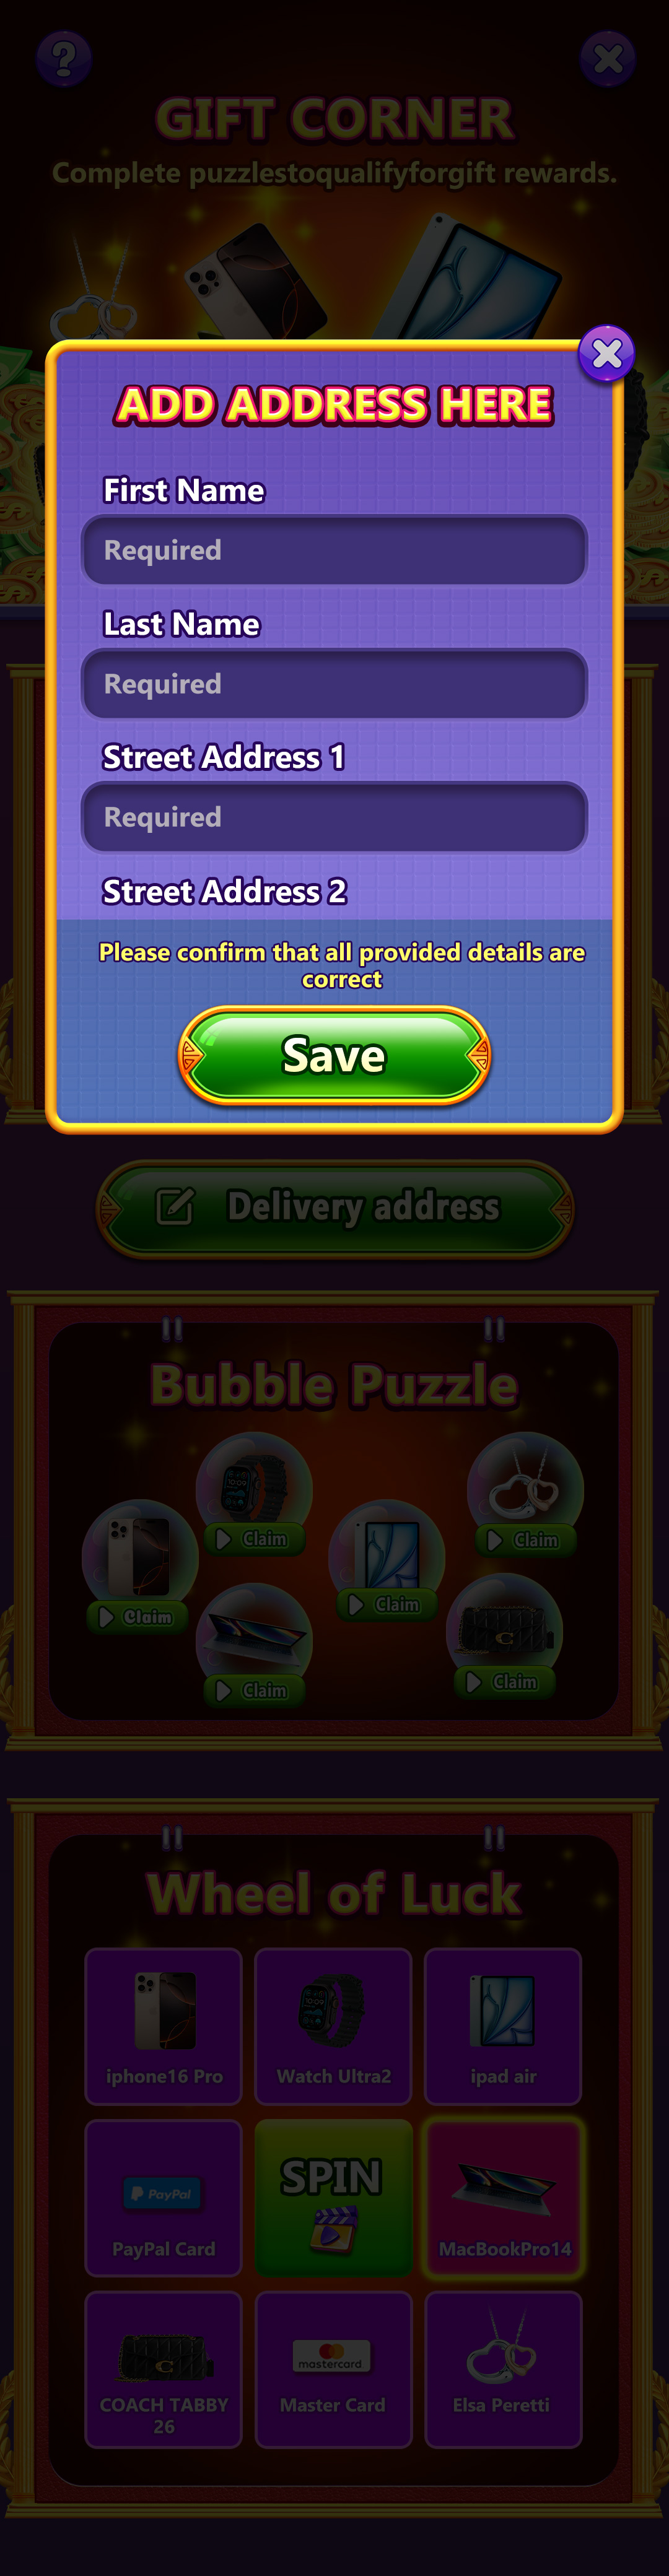 GIFT CORNER
Complete puzzlestoqualifyforgift rewards.
ADD ADDRESS HERE
First Name
Required
Last Name
Required
Street Address 1
Required
Street Address 2
Please confirm that all provided details are
correct
Save
Delivery address
Bubble Puzzle
Claim
Claim
Claim
Claim
Claim
Claim
Wheel of Luck
iphone16 Pro
Watch Ultra2
ipad air
PayPal
PayPal Card
SPIN
MacBookPro14
COACH TABBY
26
mastercard
Master Card
Elsa Peretti